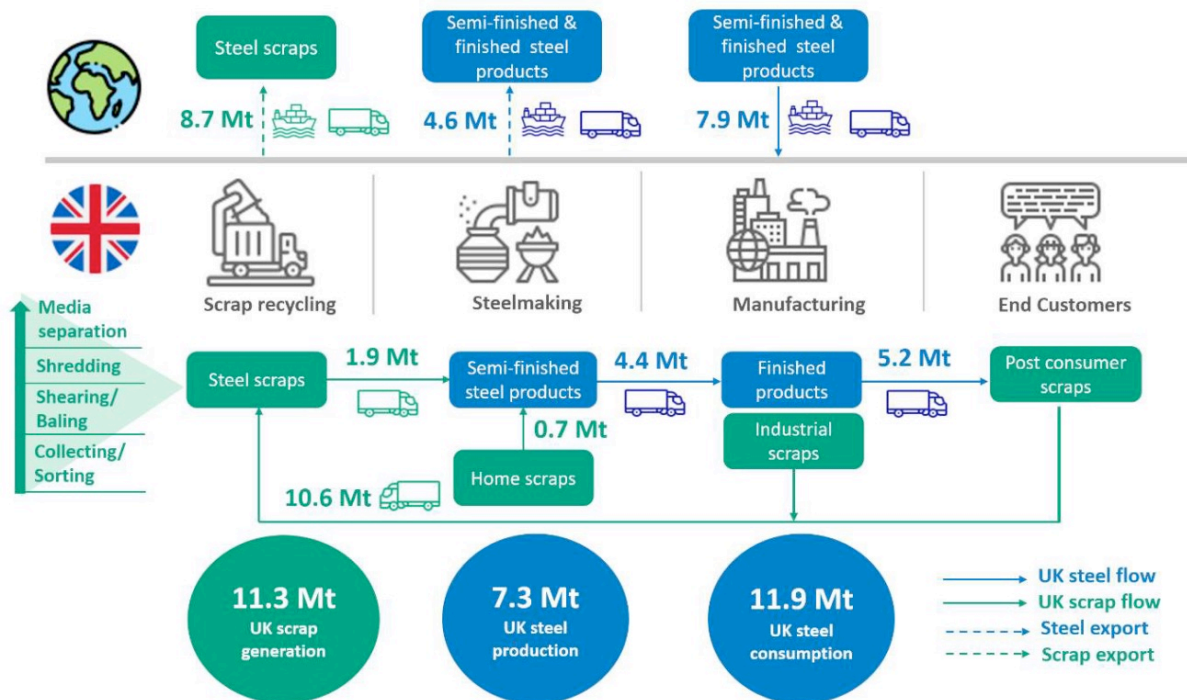 Steel scraps
Semi-finished &
finished steel
products
Semi-finished &
finished steel
products
8.7 Mt
4.6 Mt
7.9 Mt
Scrap recycling
Steelmaking
Manufacturing
End Customers
Media
separation
Shredding
Shearing/
Baling
Collecting/
Sorting
Steel scraps
1.9 Mt
Semi-finished
steel products
4.4 Mt
Finished
products
5.2 Mt
Post consumer
scraps
0.7 Mt
Home scraps
Industrial
scraps
10.6 Mt
11.3 Mt
UK scrap
generation
7.3 Mt
UK steel
production
11.9 Mt
UK steel
consumption
UK steel flow
UK scrap flow
Steel export
Scrap export